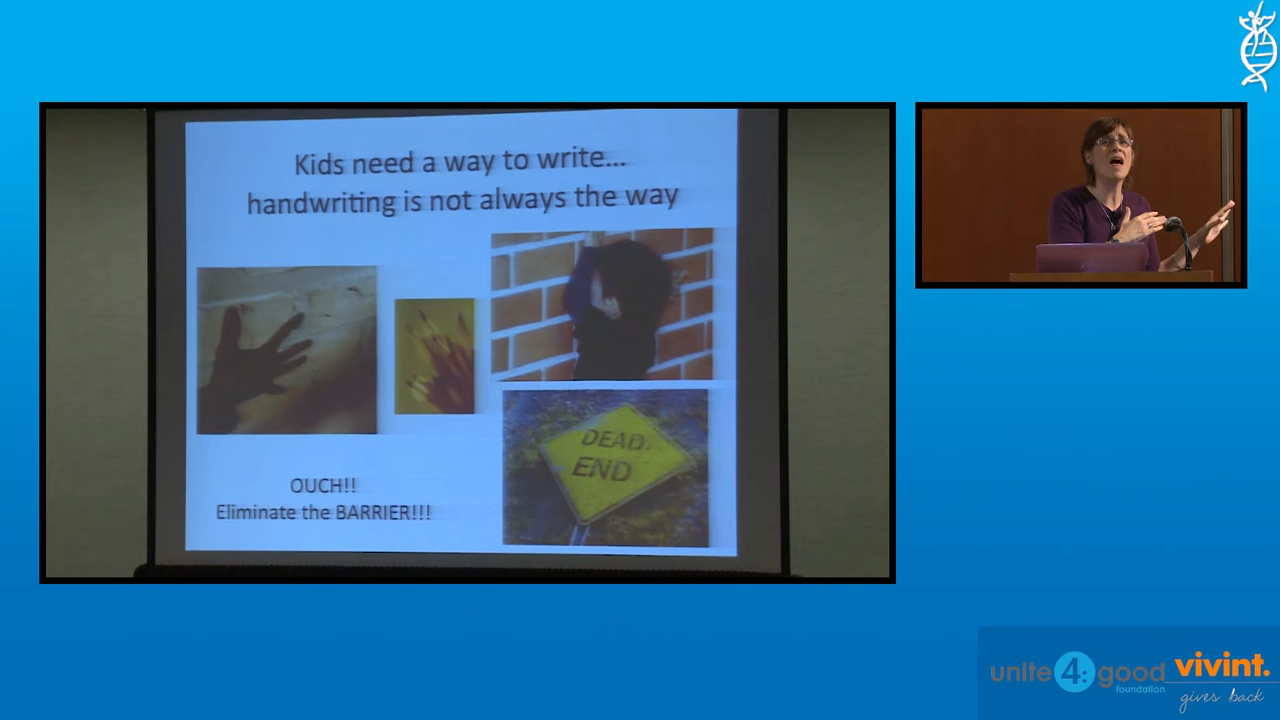 Kids need a way to write...
handwriting is not always the way
DEAD
END
OUCH!!
Eliminate the BARRIER!!!
unite 4: good
foundation
vivint.
gives back